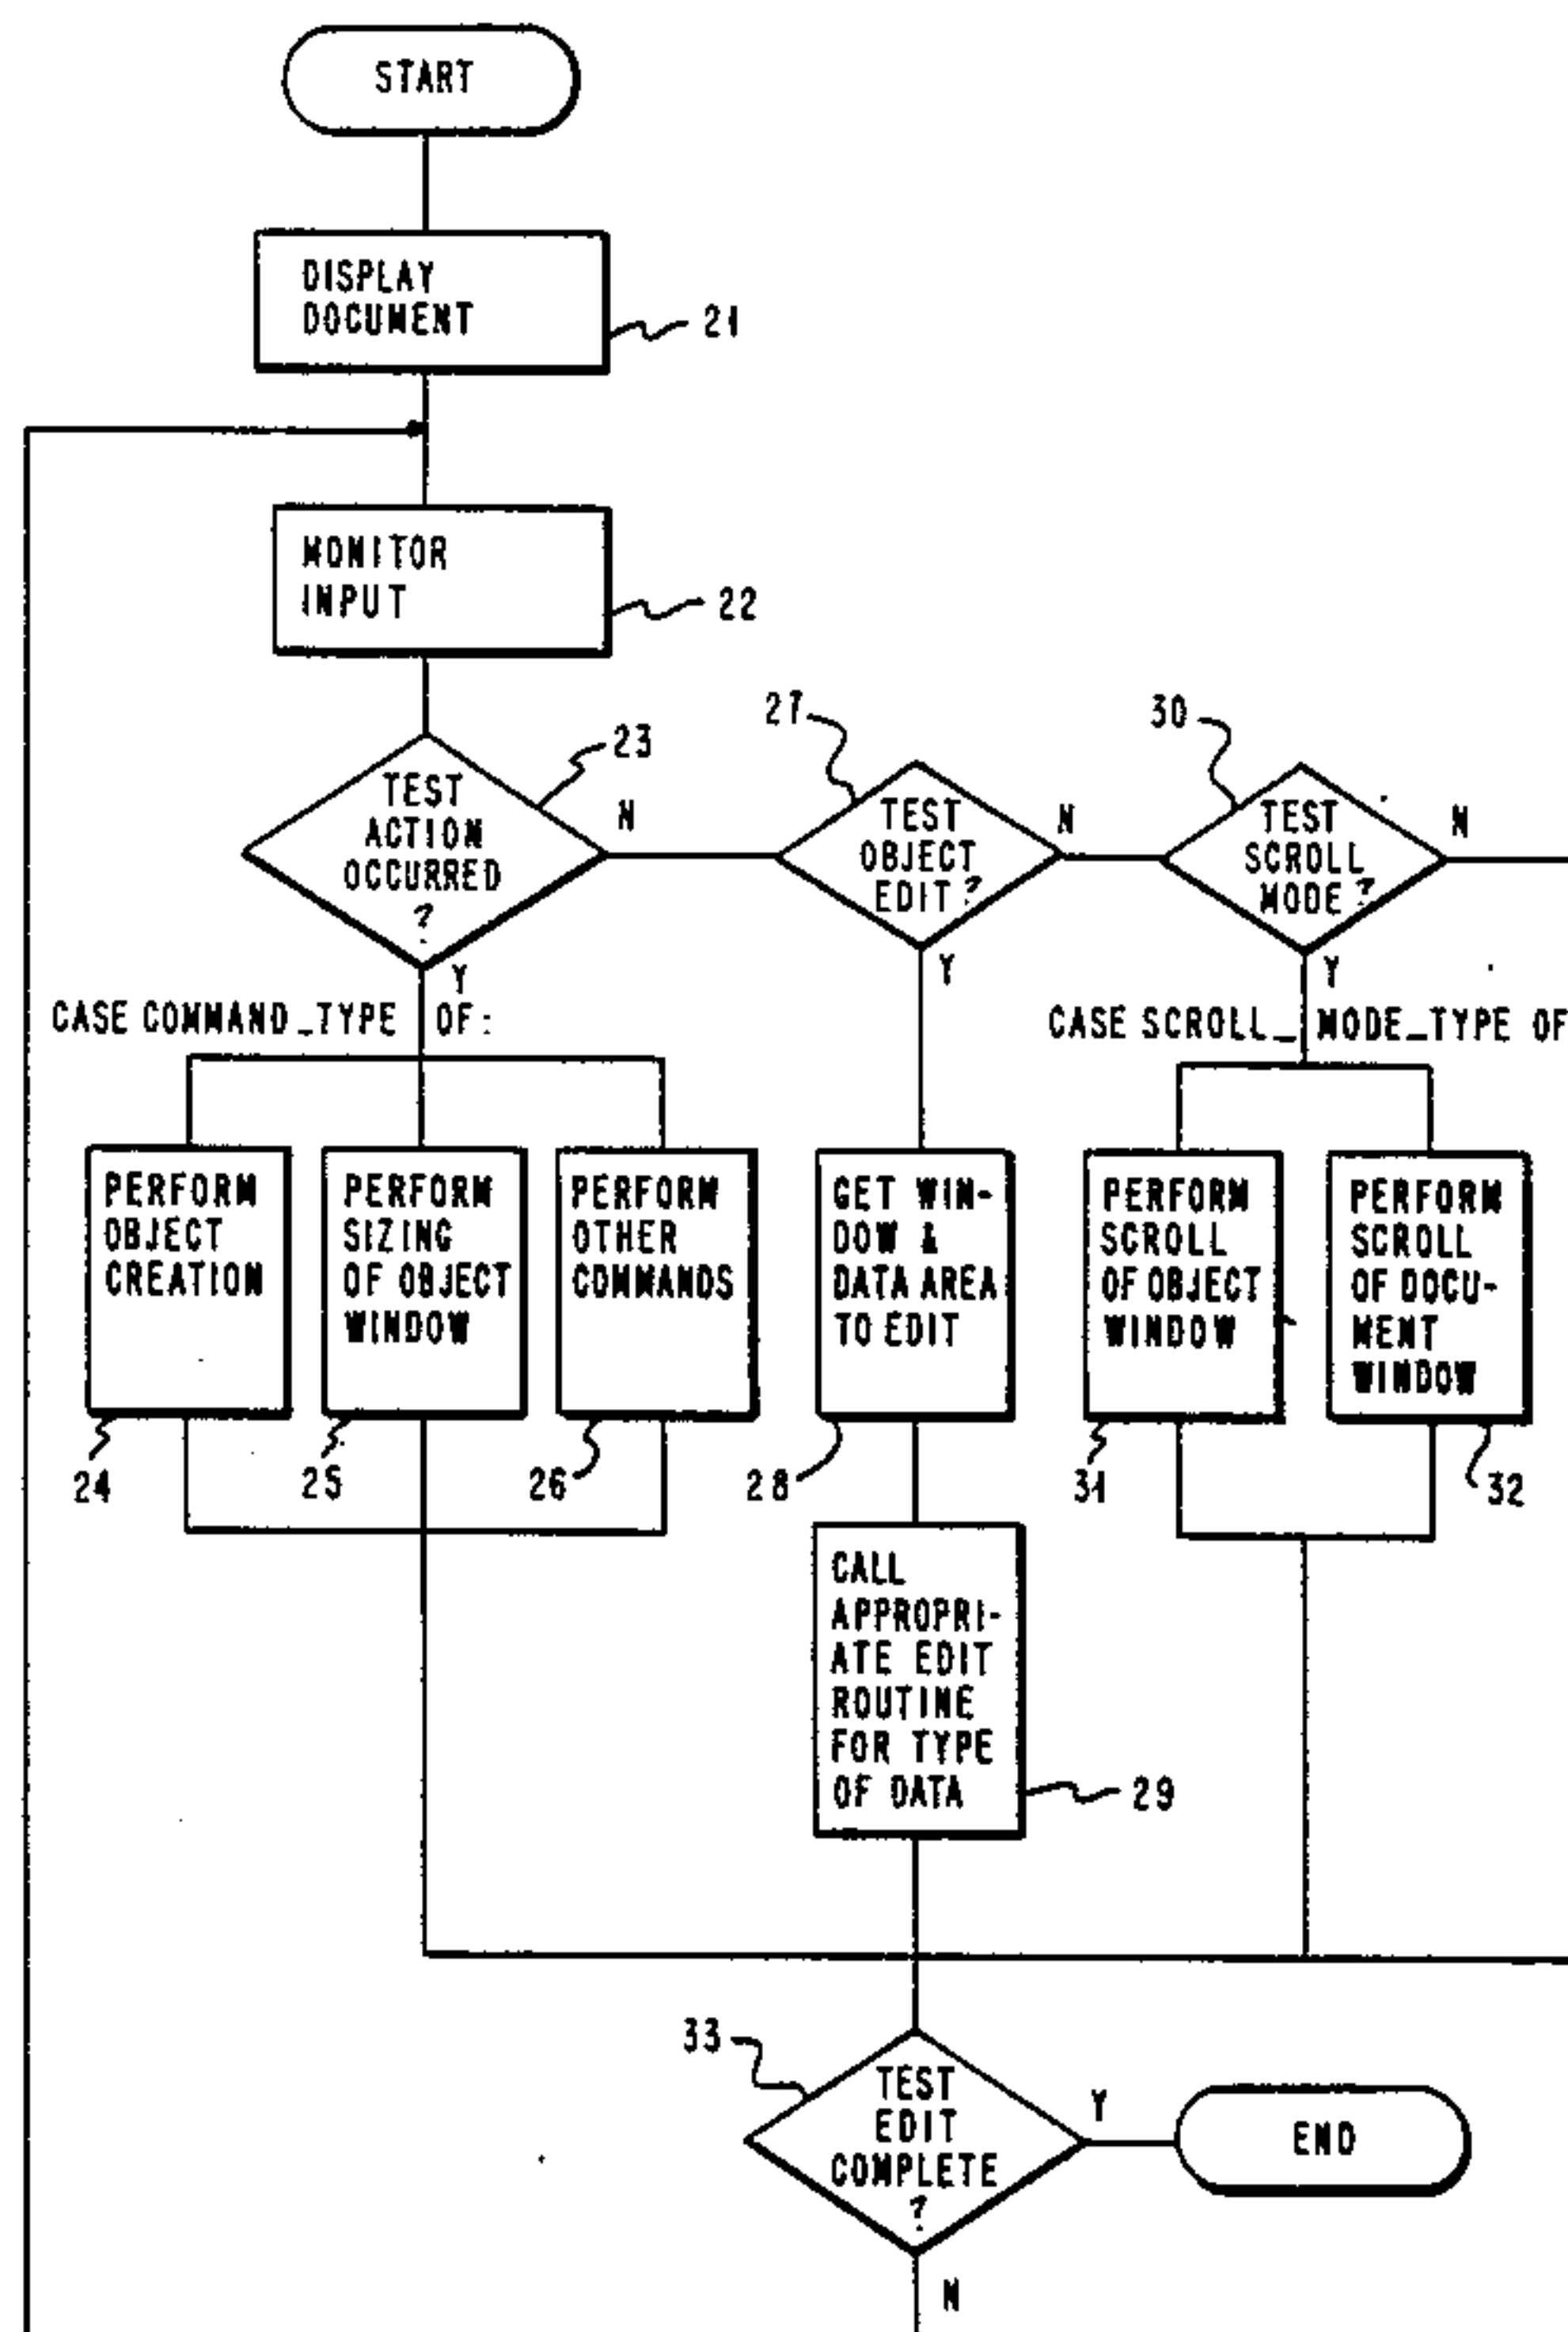 START
DISPLAY
DOCUMENT
21
MONITOR
INPUT
22
TEST
ACTION
OCCURRED
?
23
N
Y
27
TEST
OBJECT
EDIT?
N
Y
30
TEST
SCROLL
MODE?
N
Y
CASE COMMAND_TYPE OF:
CASE SCROLL_MODE_TYPE OF
PERFORM
OBJECT
CREATION
24
PERFORM
SIZING
OF OBJECT
WINDOW
25
PERFORM
OTHER
COMMANDS
26
GET WIN-
DOW &
DATA AREA
TO EDIT
28
PERFORM
SCROLL
OF OBJECT
WINDOW
31
PERFORM
SCROLL
OF DOCU-
MENT
WINDOW
32
CALL
APPROPRI-
ATE EDIT
ROUTINE
FOR TYPE
OF DATA
29
33
TEST
EDIT
COMPLETE
?
Y
END
N